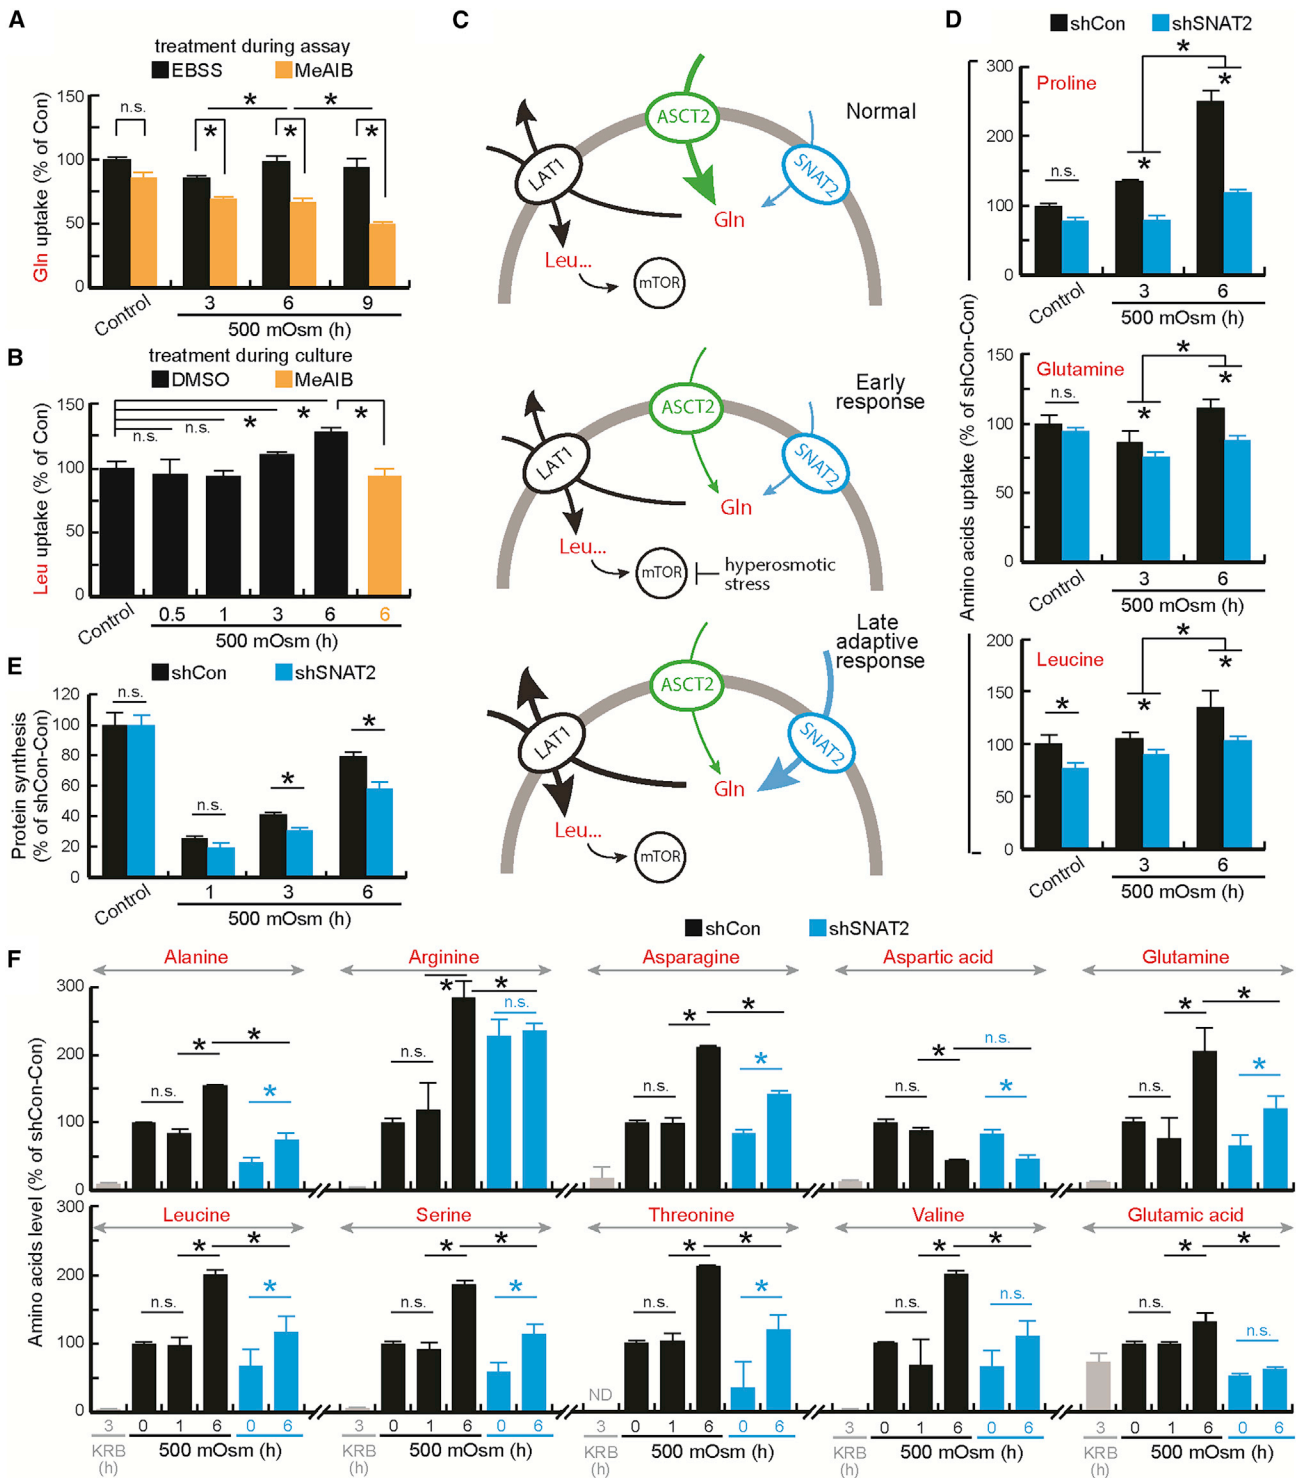 A
treatment during assay
EBSS MeAIB
Gln uptake (% of Con)
150
100
50
0
n.s.
*
*
*
*
*
Control 3 6 9
500 mOsm (h)
B
treatment during culture
DMSO MeAIB
Leu uptake (% of Con)
150
100
50
0
n.s. n.s. * * *
Control 0.5 1 3 6 6
500 mOsm (h)
C
Normal
ASCT2
LAT1
SNAT2
Gln
Leu...
mTOR
Early
response
ASCT2
LAT1
SNAT2
Gln
Leu...
mTOR
hyperosmotic
stress
Late
adaptive
response
ASCT2
LAT1
SNAT2
Gln
Leu...
mTOR
D
shCon shSNAT2
Amino acids uptake (% of shCon-Con)
Proline
300
200
100
0
n.s. * * *
Control 3 6
500 mOsm (h)
Glutamine
150
100
50
0
n.s. * * *
Control 3 6
500 mOsm (h)
Leucine
200
150
100
50
0
* * * *
Control 3 6
500 mOsm (h)
E
shCon shSNAT2
Protein synthesis
(% of shCon-Con)
120
100
80
60
40
20
0
n.s. n.s. * *
Control 1 3 6
500 mOsm (h)
F
shCon shSNAT2
Amino acids level (% of shCon-Con)
Alanine Arginine Asparagine Aspartic acid Glutamine
300
200
100
0
n.s. * * *
n.s. * * n.s.
n.s. * * *
n.s. * n.s. *
n.s. * * *
Leucine Serine Threonine Valine Glutamic acid
300
200
100
0
n.s. * * *
n.s. * * *
ND n.s. * * *
n.s. * * n.s.
n.s. * * n.s.
3 0 1 6 0 6 3 0 1 6 0 6 3 0 1 6 0 6 3 0 1 6 0 6 3 0 1 6 0 6
KRB 500 mOsm (h) KRB 500 mOsm (h) KRB 500 mOsm (h) KRB 500 mOsm (h) KRB 500 mOsm (h)
(h) (h) (h) (h) (h)